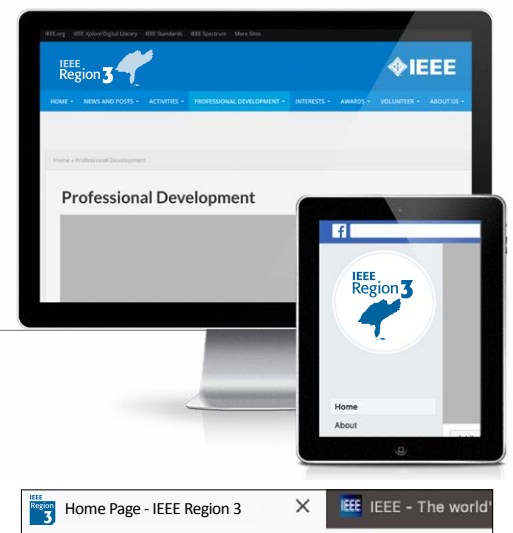 IEEE.org IEEE Xplore Digital Library IEEE Standards IEEE Spectrum More Sites
IEEE
Region 3
IEEE
HOME NEWS AND POSTS ACTIVITIES PROFESSIONAL DEVELOPMENT INTERESTS AWARDS VOLUNTEER ABOUT US
Home » Professional Development
Professional Development
f
IEEE
Region 3
Home
About
IEEE
Region
3
Home Page - IEEE Region 3
IEEE IEEE - The world'